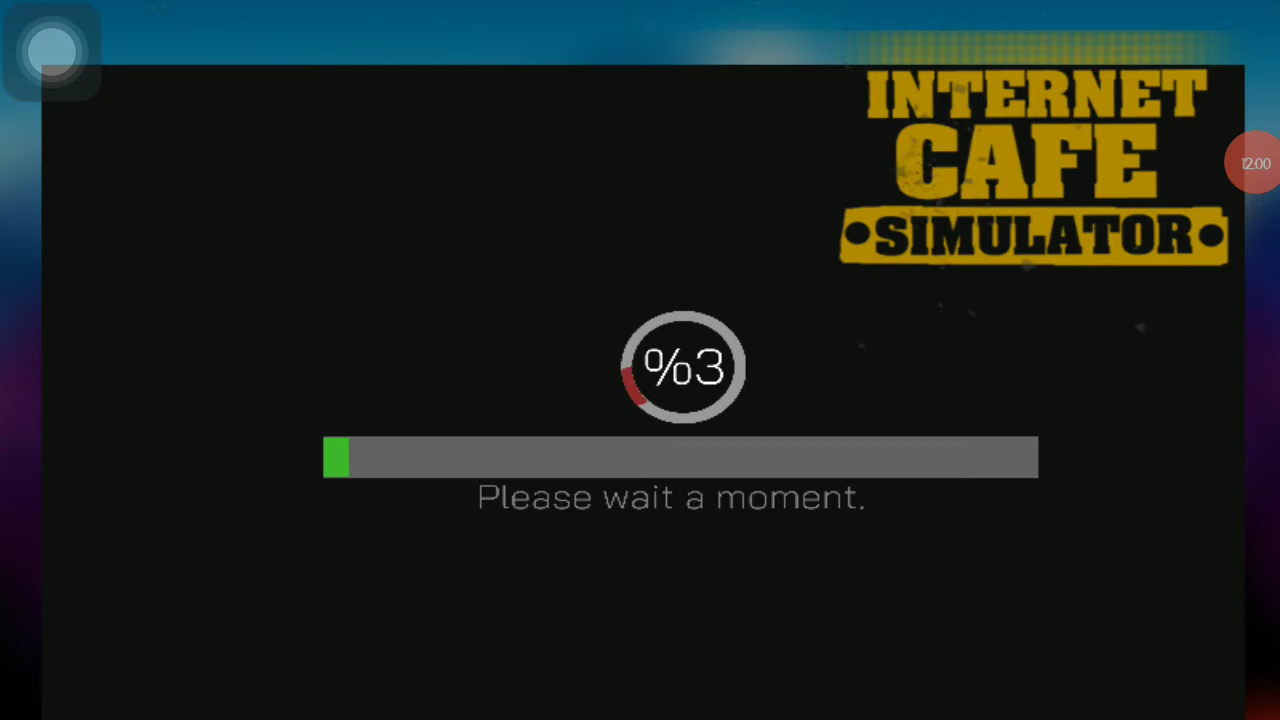 INTERNET
CAFE
SIMULATOR
12:00
%3
Please wait a moment.